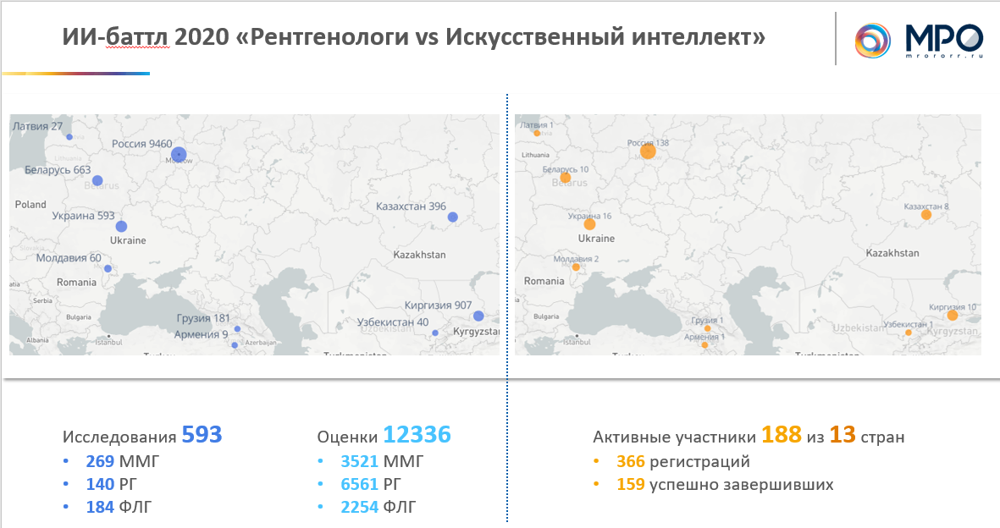 ИИ-баттл 2020 «Рентгенологи vs Искусственный интеллект»
МРО
mrororr.ru
Латвия 27
Россия 9460
Moscow
Lithuania
Беларусь 663
Belarus
Poland
Украина 593
Ukraine
Казахстан 396
Kazakhstan
Молдавия 60
Romania
Serbia
Bulgaria
Грузия 181
Армения 9
Киргизия 907
Узбекистан 40
Uzbekistan
Kyrgyzstan
Albania
Istanbul
Azerbaijan
Turkmenistan
Латвия 1
Россия 138
Lithuania
Беларусь 10
Belarus
Украина 16
Ukraine
Казахстан 8
Kazakhstan
Молдавия 2
Romania
Bulgaria
Грузия 1
Армения 1
Киргизия 10
Uzbekistan
Узбекистан 1
Kyrgyzstan
Istanbul
Исследования 593
• 269 ММГ
• 140 РГ
• 184 ФЛГ
Оценки 12336
• 3521 ММГ
• 6561 РГ
• 2254 ФЛГ
Активные участники 188 из 13 стран
• 366 регистраций
• 159 успешно завершивших